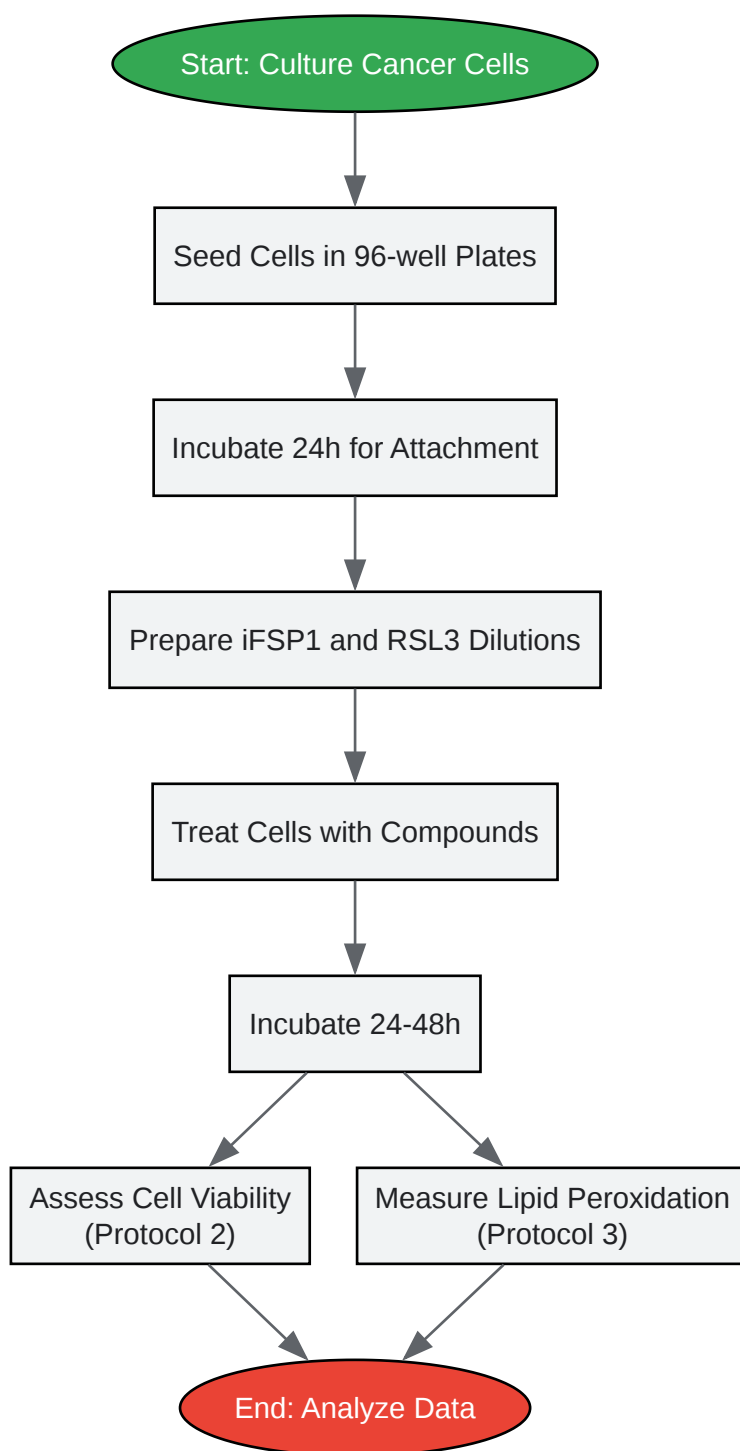 Start: Culture Cancer Cells
Seed Cells in 96-well Plates
Incubate 24h for Attachment
Prepare iFSP1 and RSL3 Dilutions
Treat Cells with Compounds
Incubate 24-48h
Assess Cell Viability
(Protocol 2)
Measure Lipid Peroxidation
(Protocol 3)
End: Analyze Data